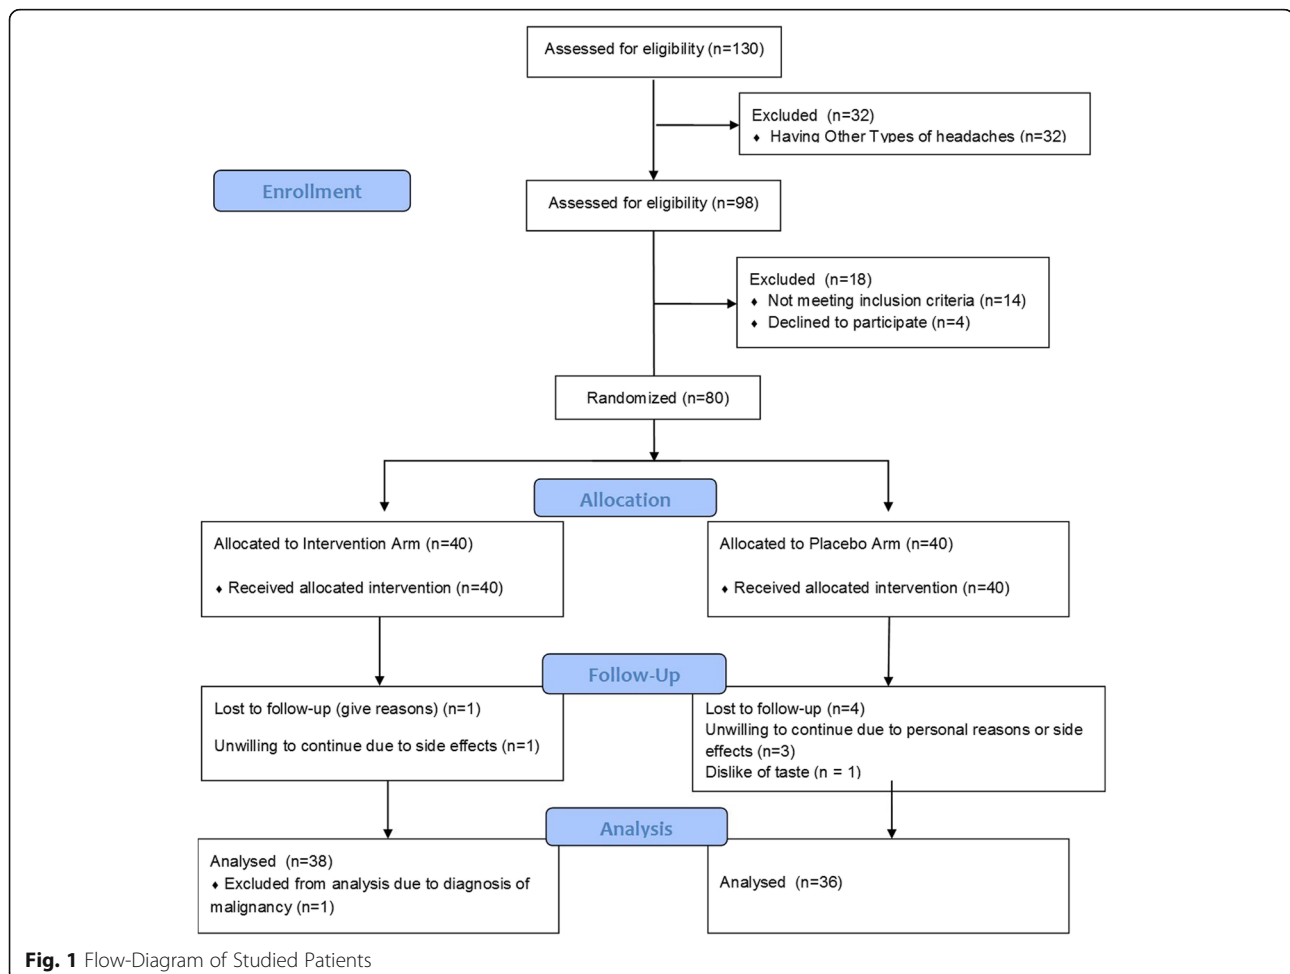 Assessed for eligibility (n=130)
Excluded (n=32)
♦ Having Other Types of headaches (n=32)
Enrollment
Assessed for eligibility (n=98)
Excluded (n=18)
♦ Not meeting inclusion criteria (n=14)
♦ Declined to participate (n=4)
Randomized (n=80)
Allocation
Allocated to Intervention Arm (n=40)
♦ Received allocated intervention (n=40)
Allocated to Placebo Arm (n=40)
♦ Received allocated intervention (n=40)
Follow-Up
Lost to follow-up (give reasons) (n=1)
Unwilling to continue due to side effects (n=1)
Lost to follow-up (n=4)
Unwilling to continue due to personal reasons or side
effects (n=3)
Dislike of taste (n = 1)
Analysis
Analysed (n=38)
♦ Excluded from analysis due to diagnosis of
malignancy (n=1)
Analysed (n=36)
Fig. 1 Flow-Diagram of Studied Patients